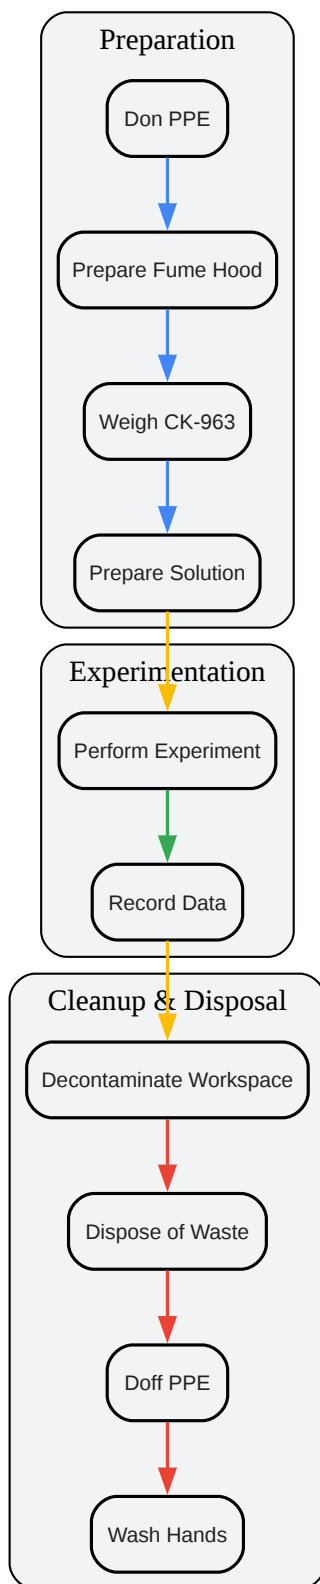 Preparation
Don PPE
Prepare Fume Hood
Weigh CK-963
Prepare Solution
Experimentation
Perform Experiment
Record Data
Cleanup & Disposal
Decontaminate Workspace
Dispose of Waste
Doff PPE
Wash Hands